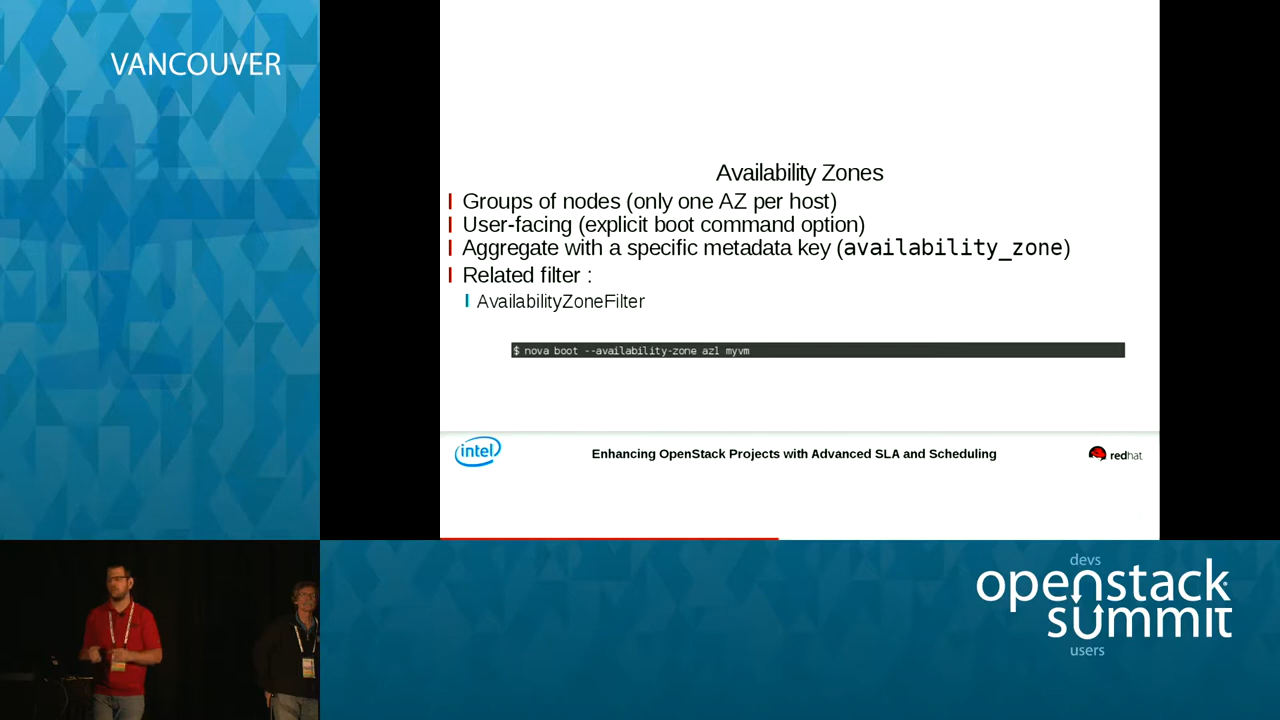 VANCOUVER
Availability Zones
Groups of nodes (only one AZ per host)
User-facing (explicit boot command option)
Aggregate with a specific metadata key (availability_zone)
Related filter :
AvailabilityZoneFilter
$ nova boot --availability-zone az1 myvm
intel
Enhancing OpenStack Projects with Advanced SLA and Scheduling
redhat
devs
openstack
summit
users